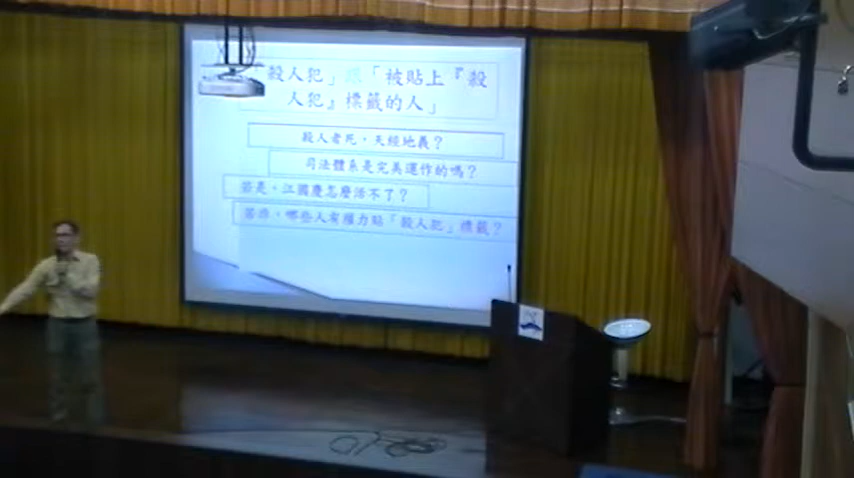 「殺人犯」跟「被貼上『殺
人犯』標籤的人」
殺人者死，天經地義？
司法體系是完美運作的嗎？
若是，江國慶怎麼活不了？
若非，哪些人有權力貼「殺人犯」標籤？